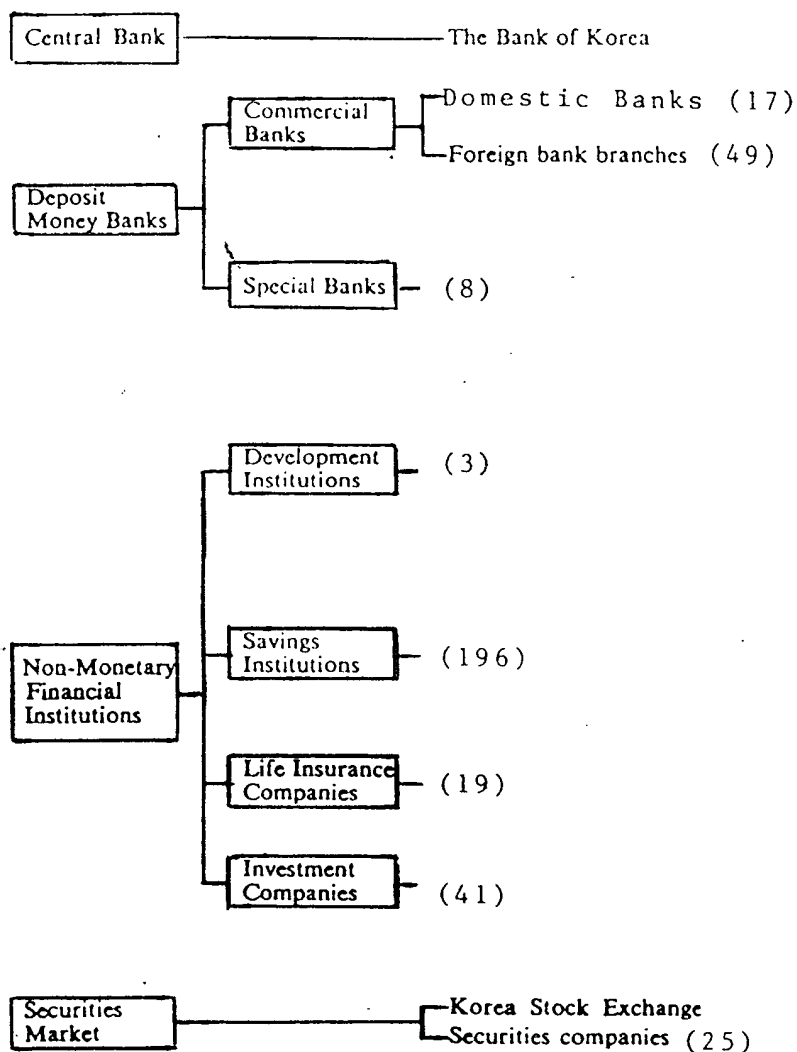 Central Bank
The Bank of Korea
Commercial
Banks
Domestic Banks (17)
Foreign bank branches (49)
Deposit
Money Banks
Special Banks
(8)
Development
Institutions
(3)
Savings
Institutions
(196)
Non-Monetary
Financial
Institutions
Life Insurance
Companies
(19)
Investment
Companies
(41)
Securities
Market
Korea Stock Exchange
Securities companies (25)